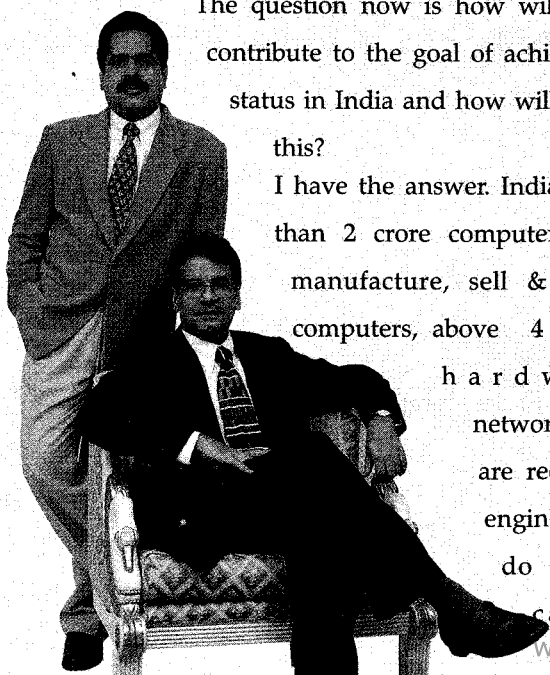 The question now is how wil
contribute to the goal of achi
status in India and how wil
this?
I have the answer. India
than 2 crore compute
manufacture, sell &
computers, above 4
hardw
networ
are re
engin
do